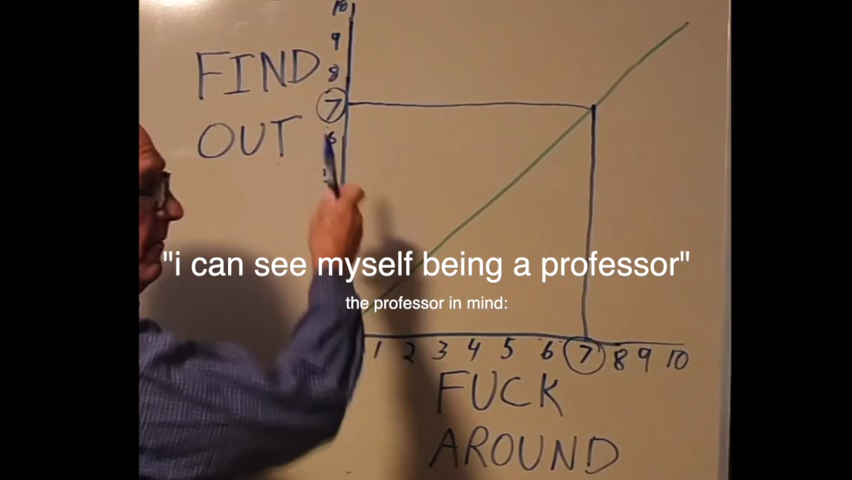 10
9
FIND
8
7
OUT
6
"i can see myself being a professor"
the professor in mind:
1 2 3 4 5 6 7 8 9 10
FUCK
AROUND